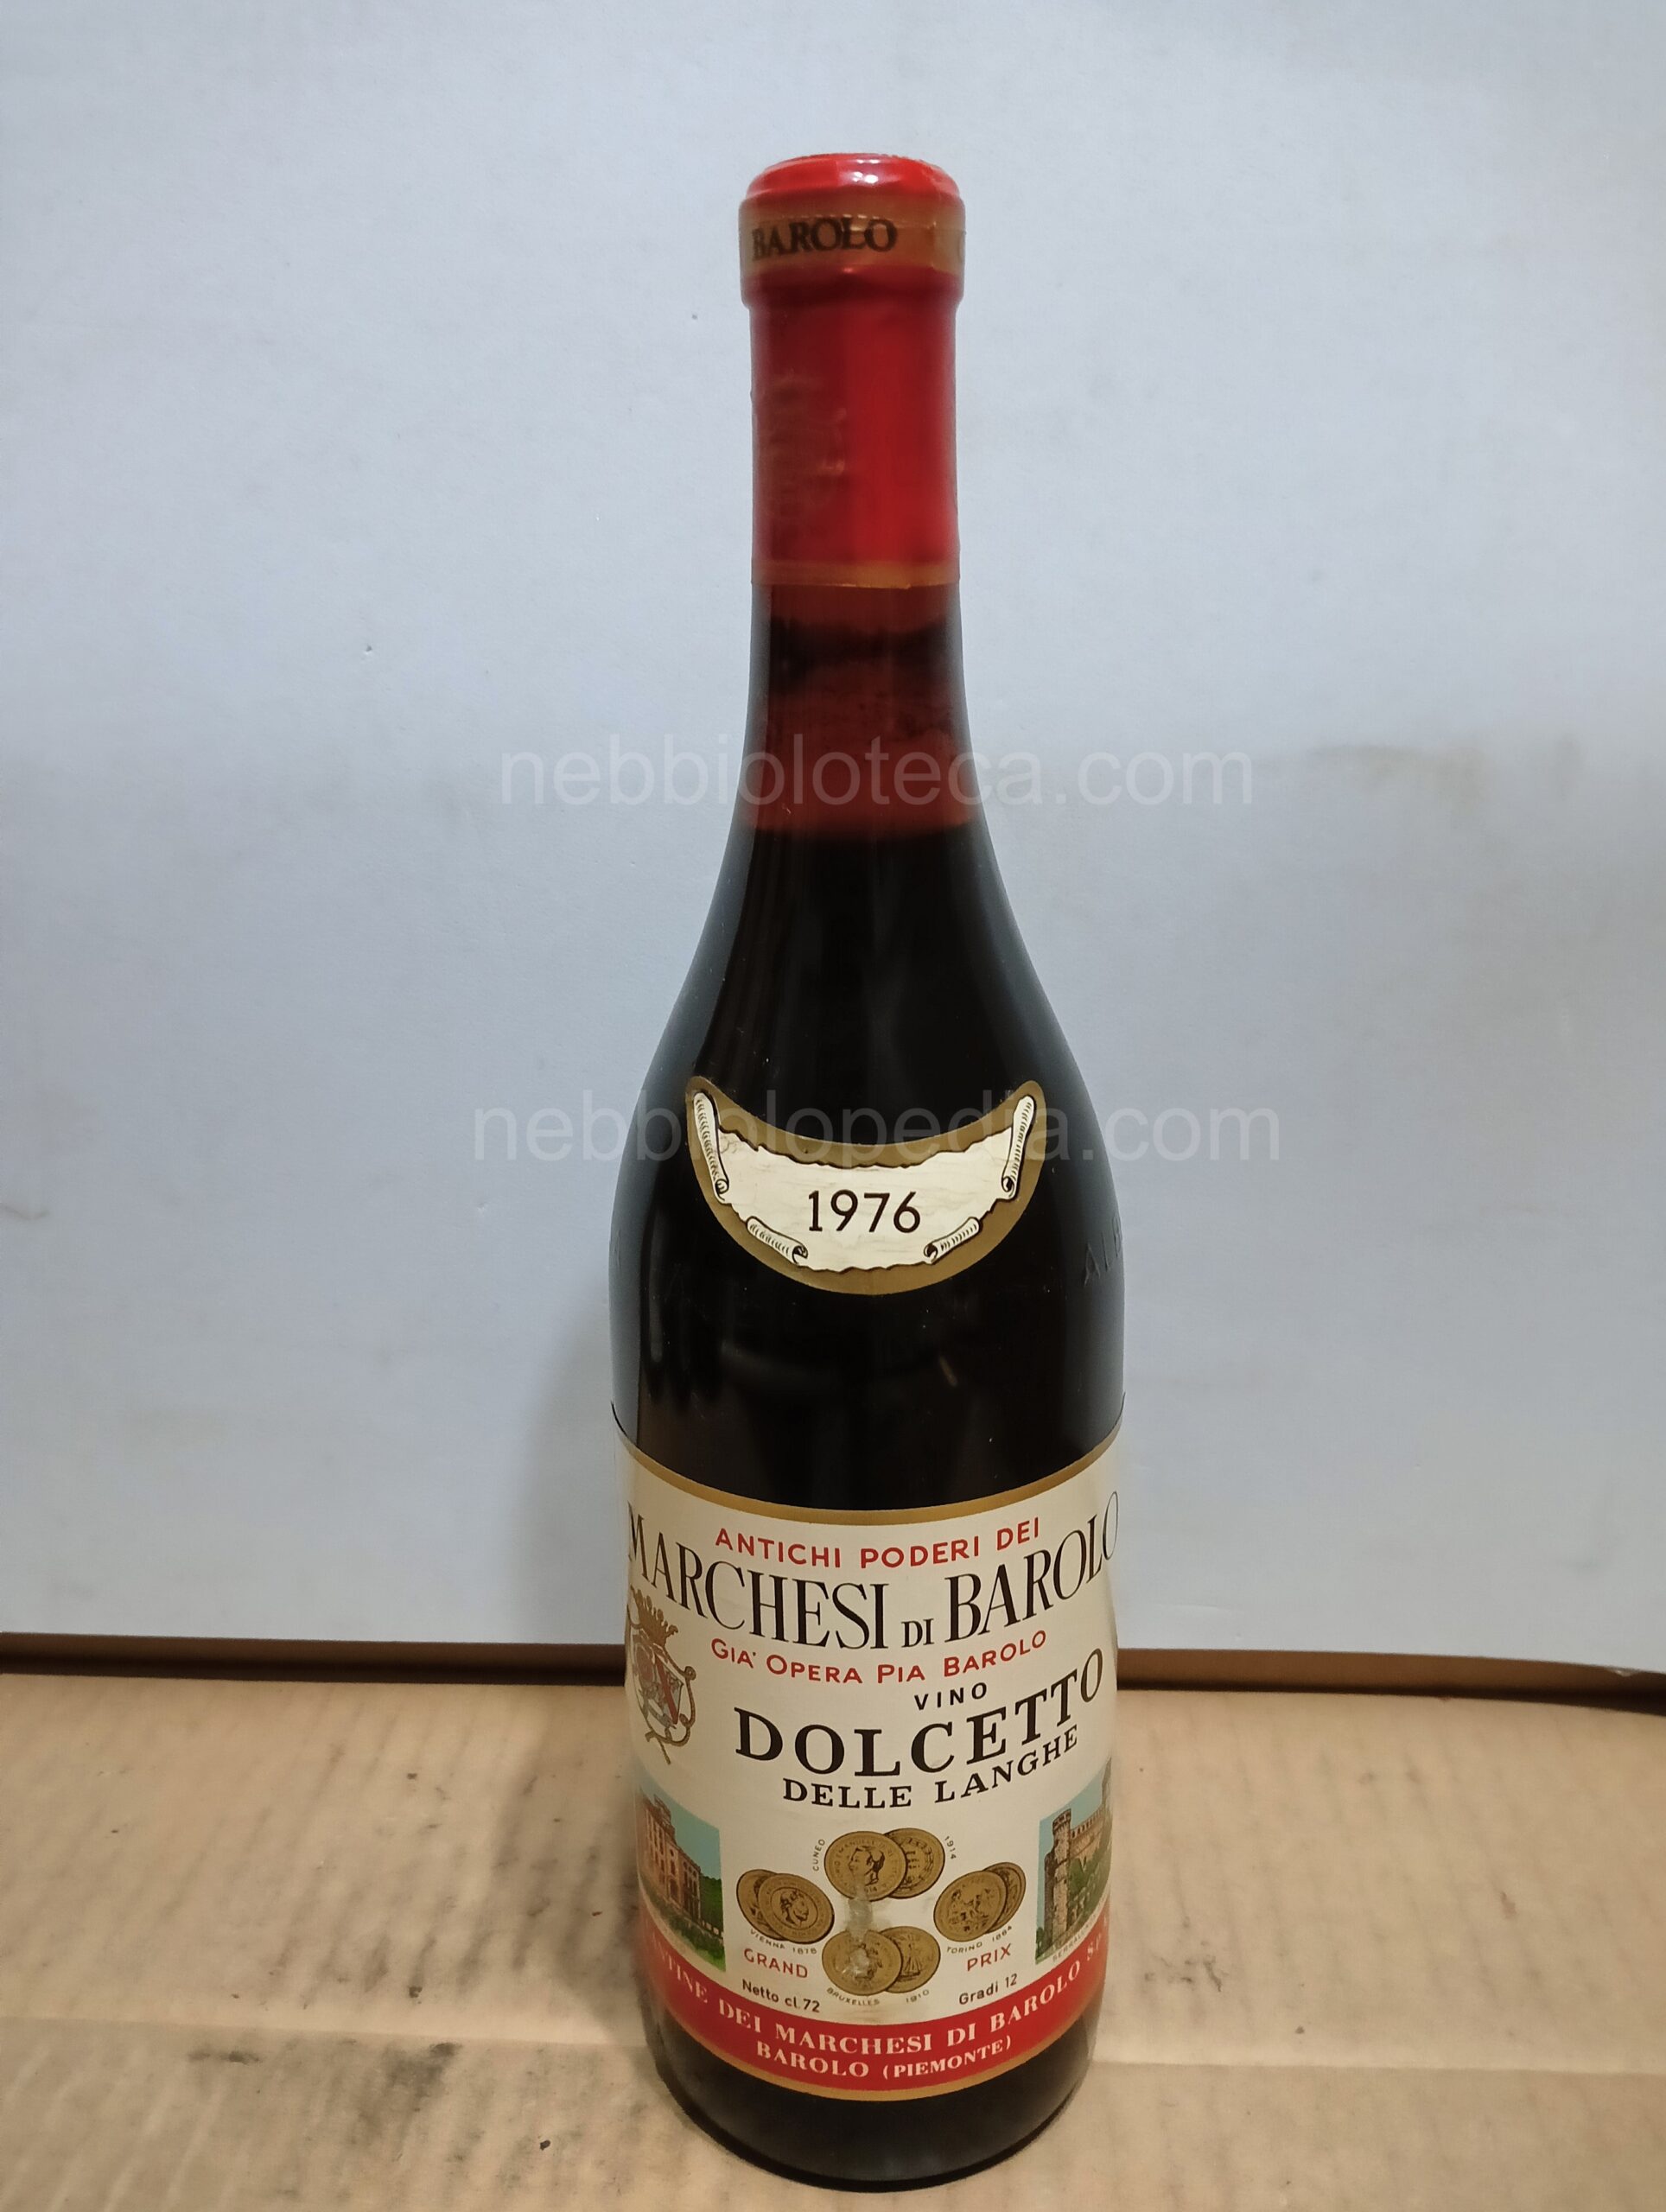 BAROLO
nebbioloteca.com
nebbiolopedia.com
1976
ANTICHI PODERI DEI
MARCHESI DI BAROLO
GIA' OPERA PIA BAROLO
VINO
DOLCETTO
DELLE LANGHE
CUNEO 1914
VIENNA 1873
TORINO 1884
GRAND PRIX
BRUXELLES 1910
Netto cl. 72
Gradi 12
DEI MARCHESI DI BAROLO
BAROLO (PIEMONTE)